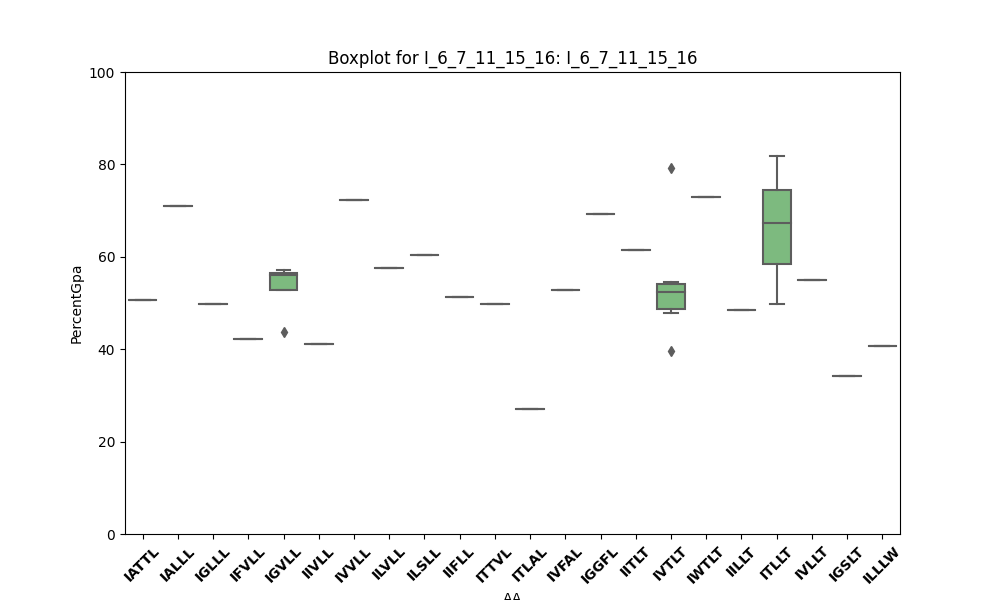 Boxplot for I_6_7_11_15_16: I_6_7_11_15_16
100
80
60
40
20
0
PercentGpa
IATTL IALLL IGLLL IFVLL IGVLL IIVLL IVVLL ILVLL ILSLL IIFLL ITTVL ITLAL IVFAL IGGFL IITLT IVTLT IWTLT IILLT ITLLT IVLLT IGSLT ILLLW
AA